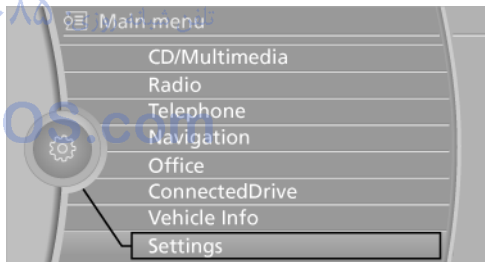 Main menu
CD/Multimedia
Radio
Telephone
Navigation
Office
ConnectedDrive
Vehicle Info
Settings